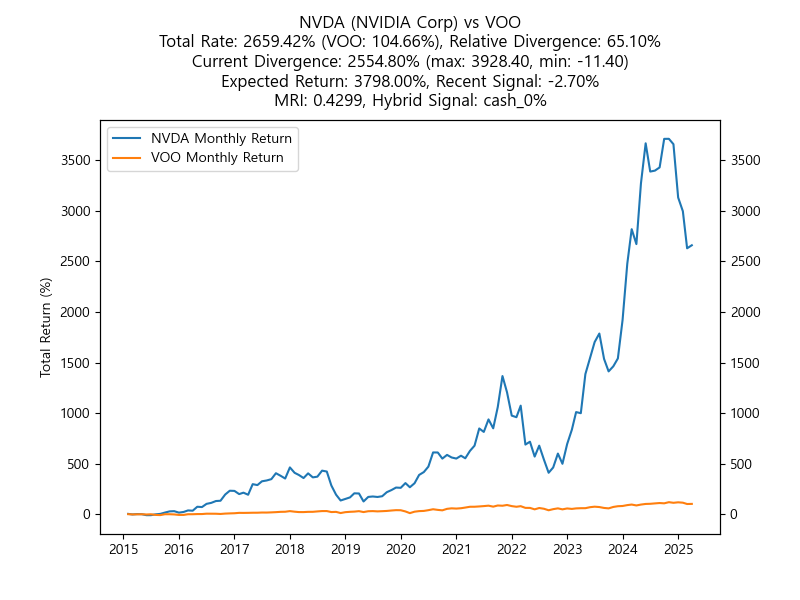 NVDA (NVIDIA Corp) vs VOO
Total Rate: 2659.42% (VOO: 104.66%), Relative Divergence: 65.10%
Current Divergence: 2554.80% (max: 3928.40, min: -11.40)
Expected Return: 3798.00%, Recent Signal: -2.70%
MRI: 0.4299, Hybrid Signal: cash_0%
NVDA Monthly Return
VOO Monthly Return
Total Return (%)
3500
3000
2500
2000
1500
1000
500
0
3500
3000
2500
2000
1500
1000
500
0
2015 2016 2017 2018 2019 2020 2021 2022 2023 2024 2025